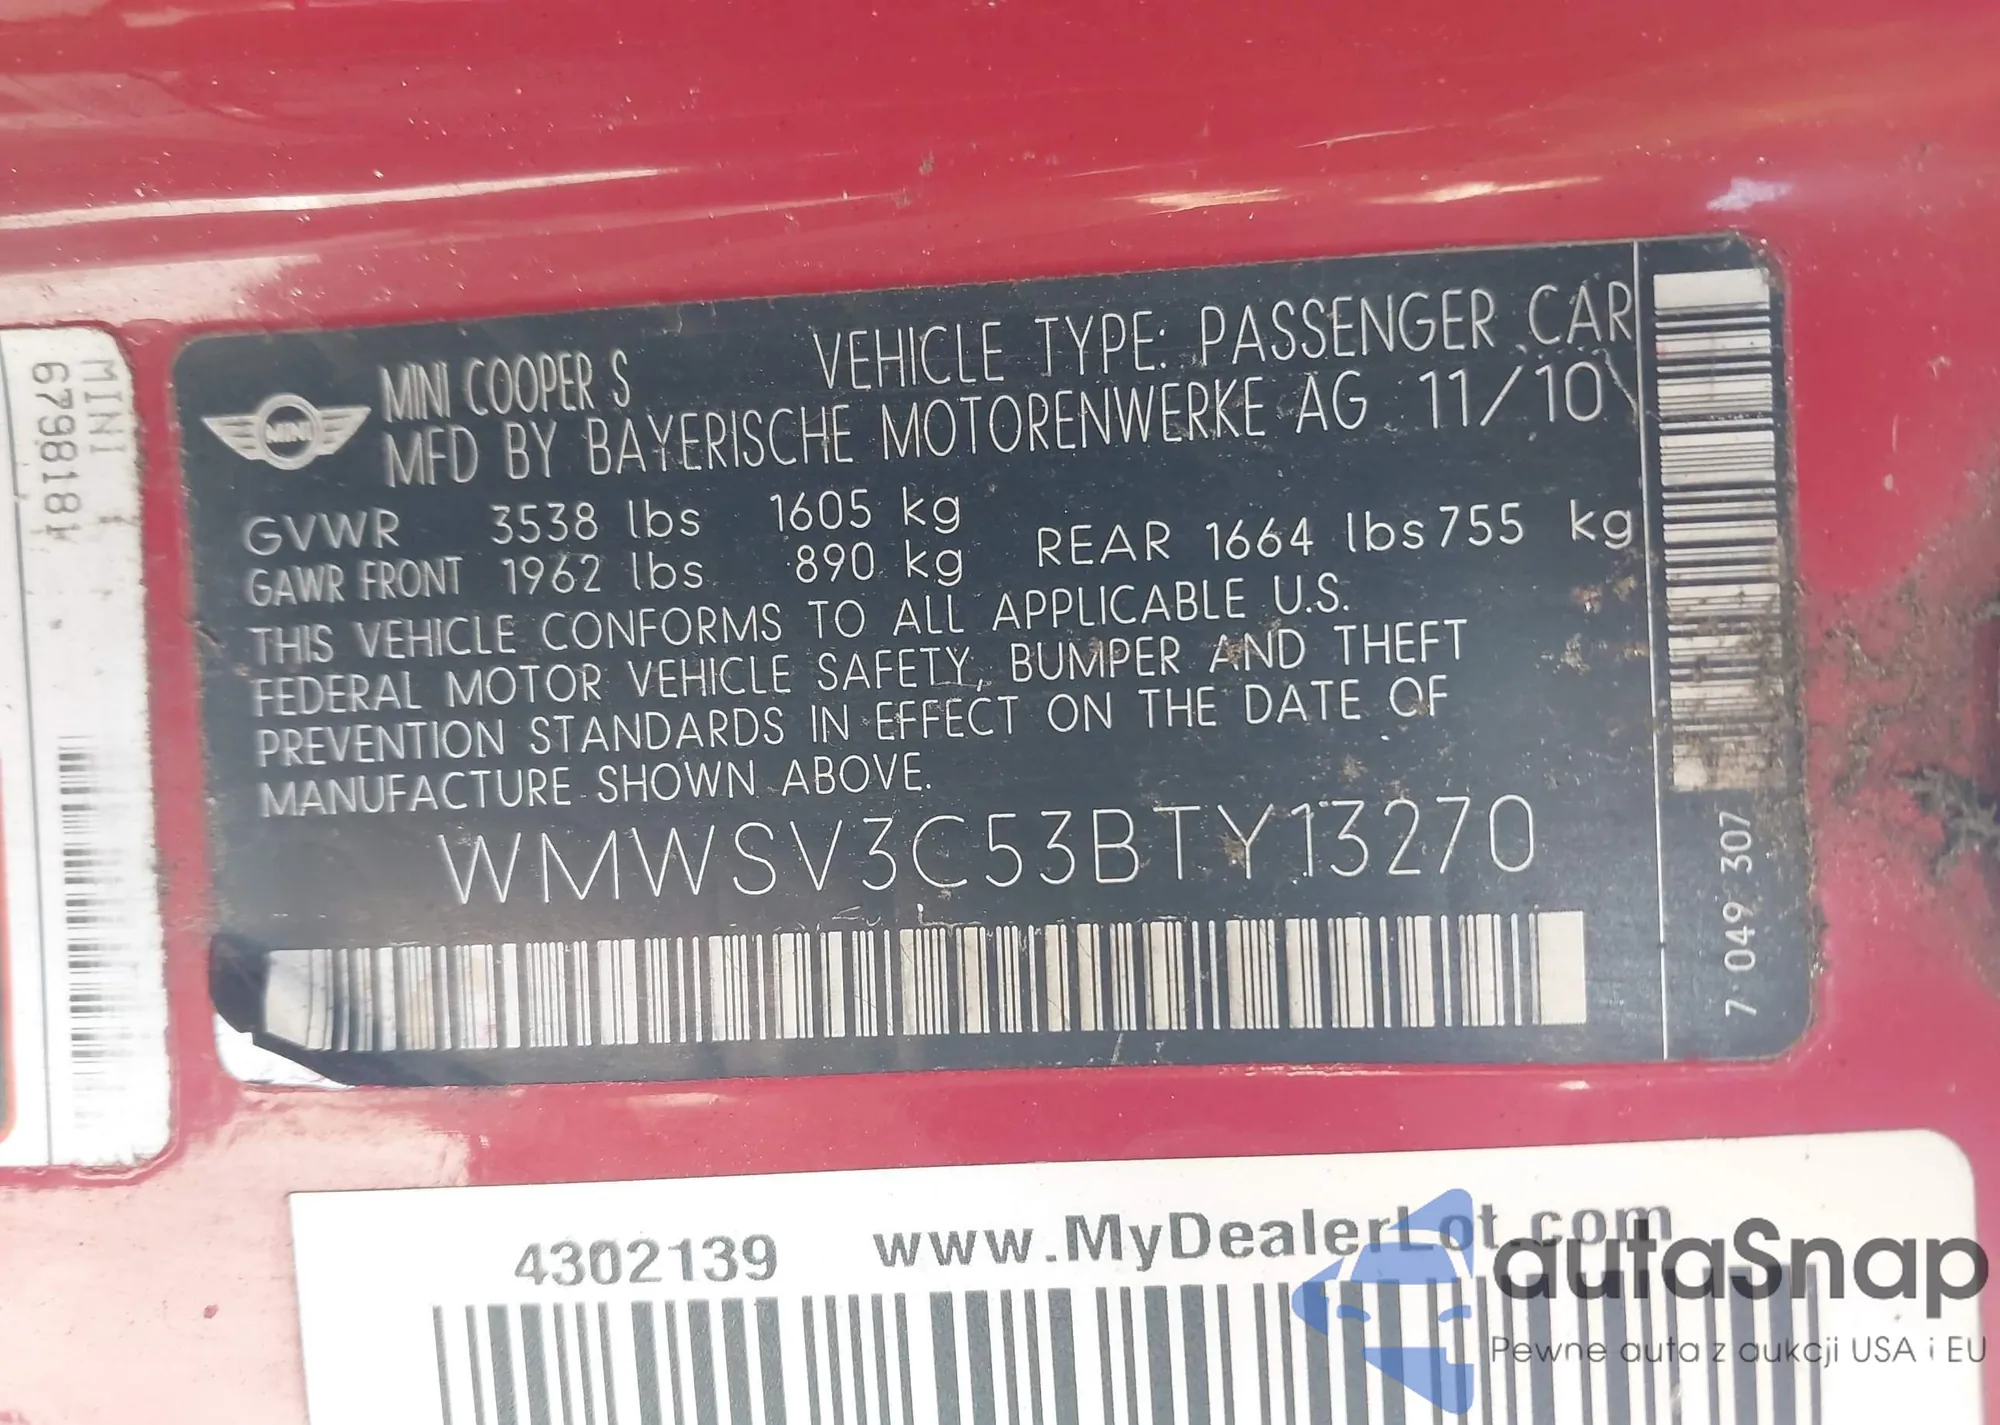 MINI COOPER S VEHICLE TYPE: PASSENGER CAR
MFD BY BAYERISCHE MOTORENWERKE AG 11/10
MINI
GVWR 3538 lbs 1605 kg
GAWR FRONT 1962 lbs 890 kg REAR 1664 lbs 755 kg
THIS VEHICLE CONFORMS TO ALL APPLICABLE U.S.
FEDERAL MOTOR VEHICLE SAFETY, BUMPER AND THEFT
PREVENTION STANDARDS IN EFFECT ON THE DATE OF
MANUFACTURE SHOWN ABOVE.
WMWSV3C53BTY13270
7 049 307
MINI
6798181
4302139 www.MyDealerLot.com
autaSnap
Pewne auta z aukcji USA i EU